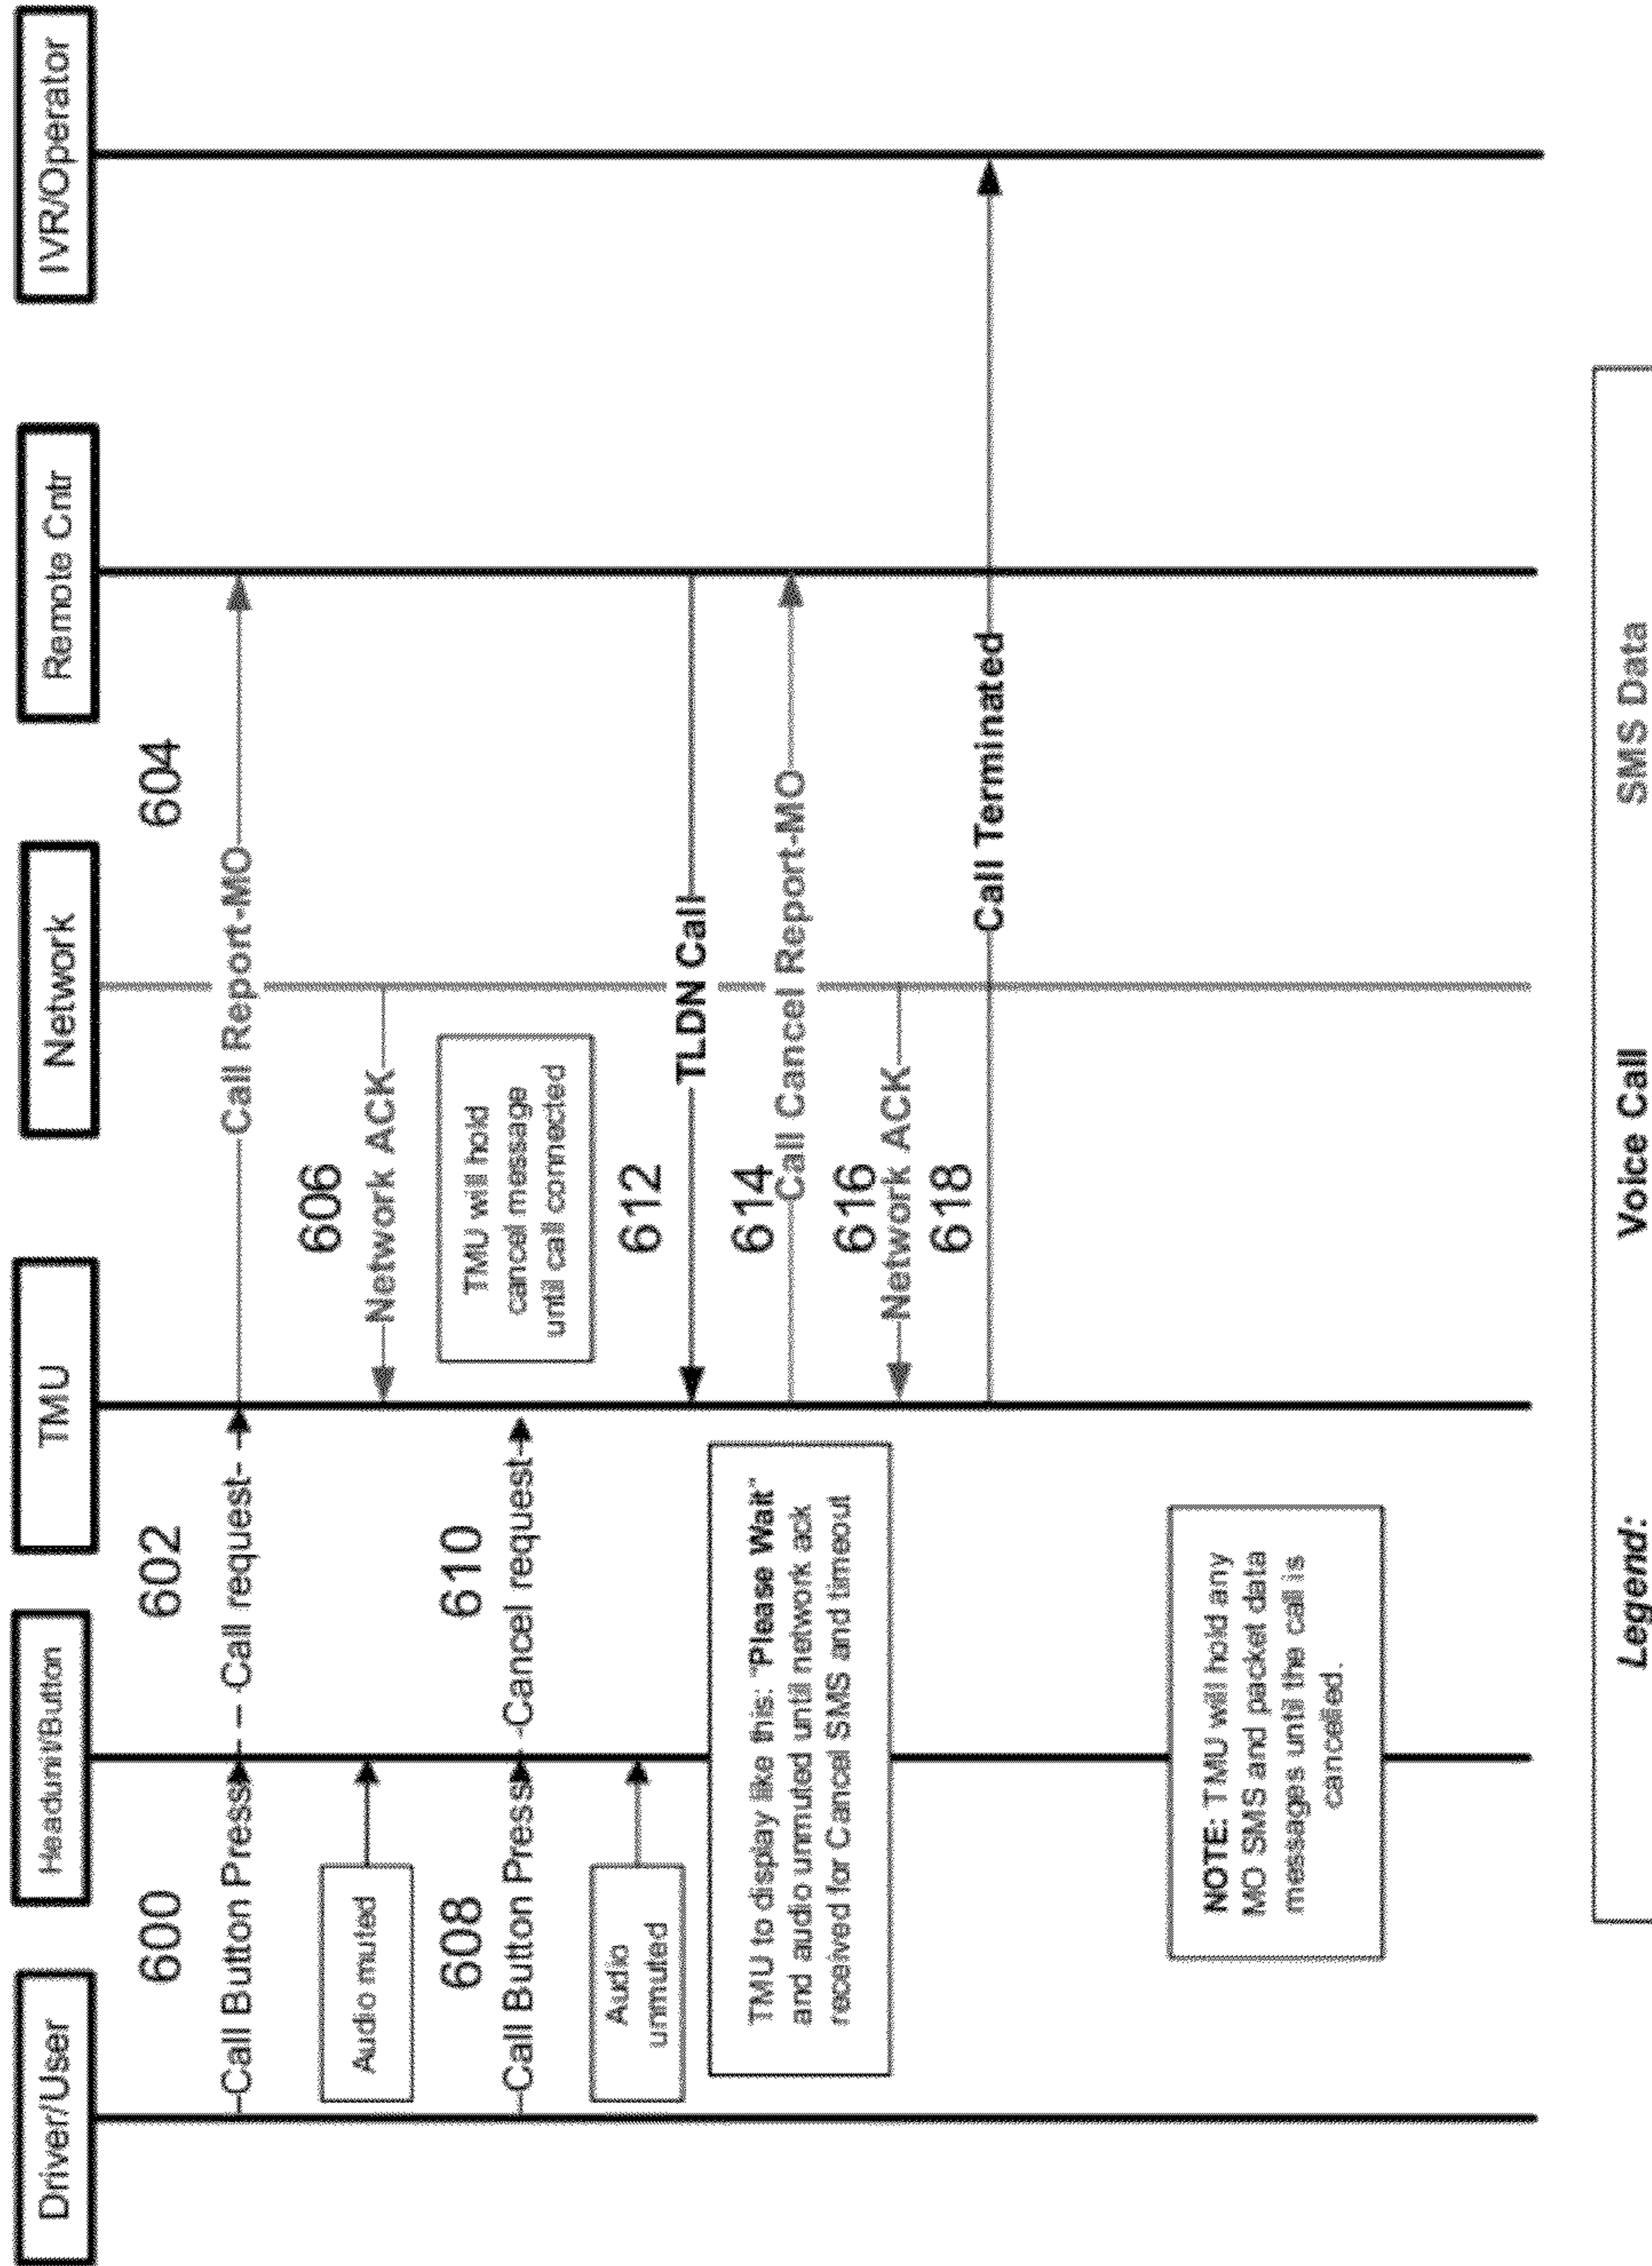 Driver/User
Headunit/Button
TMU
Network
Remote Cntr
IVR/Operator
600
602
604
Call Button Press
Call request
Call Report-MO
606
Audio muted
Network ACK
608
610
TMU will hold
cancel message
until call connected
Call Button Press
Cancel request
Audio
unmuted
612
TLDN Call
TMU to display like this: "Please Wait"
and audio unmuted until network ack
received for Cancel SMS and timeout
614
Call Cancel Report-MO
616
Network ACK
618
Call Terminated
NOTE: TMU will hold any
MO SMS and packet data
messages until the call is
cancelled.
Legend:
Voice Call
SMS Data